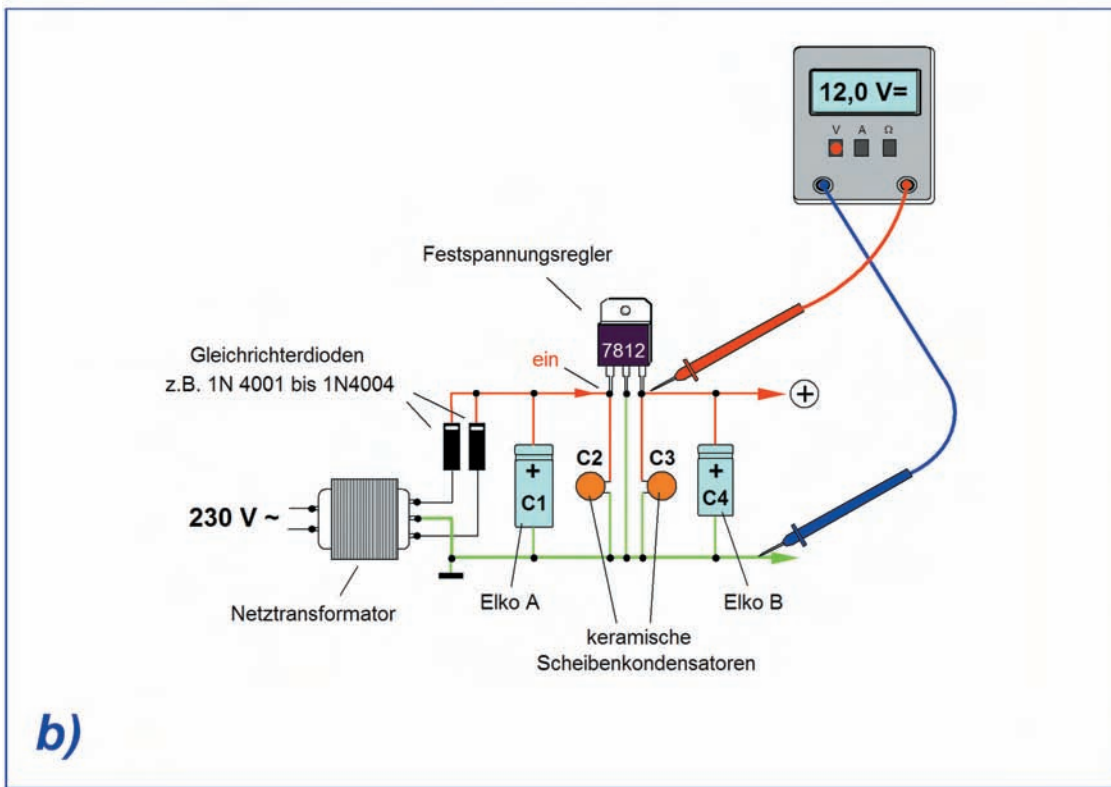 12,0 V=
V A Ω
Festspannungsregler
7812
Gleichrichterdioden
z.B. 1N 4001 bis 1N4004
ein
+
C2
C3
+
C1
+
C4
230 V ~
Netztransformator
Elko A
Elko B
keramische
Scheibenkondensatoren
b)